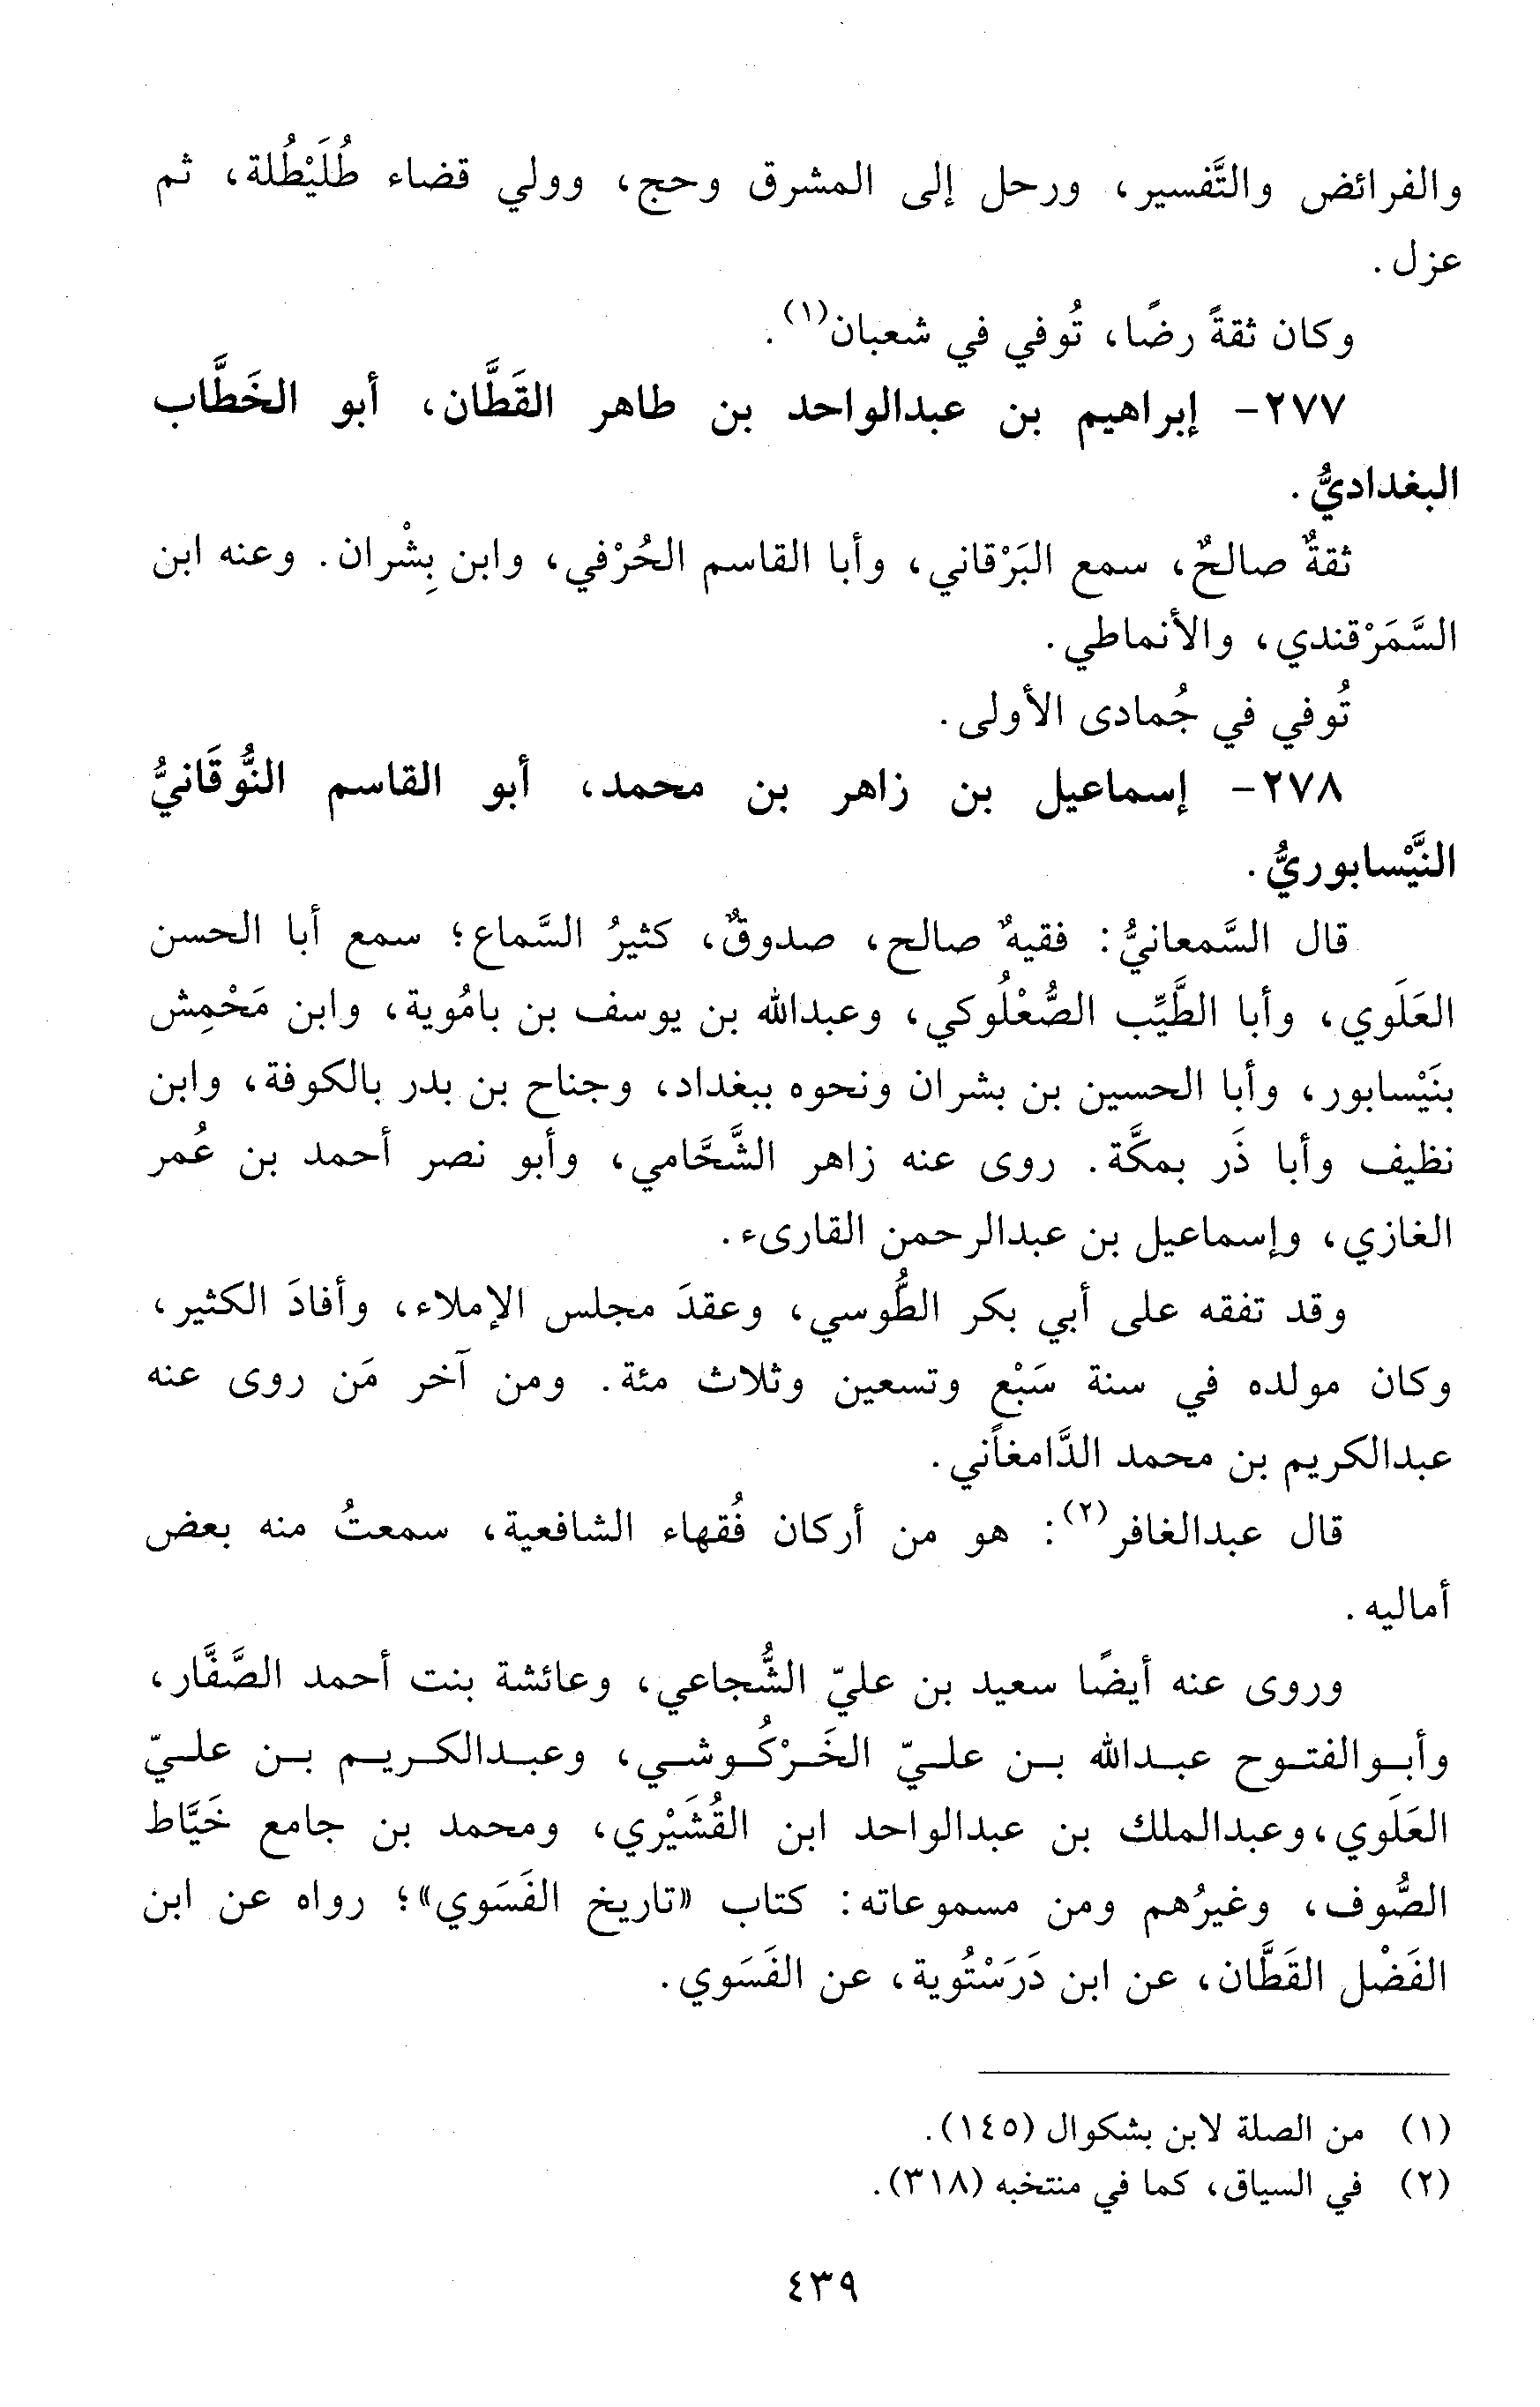 والفرائض والتَّفسير، ورحل إلى المشرق وحج، وولي قضاء طُلَيْطُلة، ثم
عزل.
وكان ثقةً رضًا، تُوفي في شعبان(١).
٢٧٧- إبراهيم بن عبدالواحد بن طاهر القَطَّان، أبو الخَطَّاب
البغداديُّ.
ثقةٌ صالحٌ، سمع البَرْقاني، وأبا القاسم الحُرْفي، وابن بِشْران. وعنه ابن
السَّمَرْقندي، والأنماطي.
تُوفي في جُمادى الأولى.
٢٧٨- إسماعيل بن زاهر بن محمد، أبو القاسم النُّوقَانيُّ
النَّيْسابوريُّ.
قال السَّمعانيُّ: فقيهٌ صالح، صدوقٌ، كثيرُ السَّماع؛ سمع أبا الحسن
العَلَوي، وأبا الطَّيِّب الصُّعْلُوكي، وعبدالله بن يوسف بن بامُوية، وابن مَحْمِش
بنَيْسابور، وأبا الحسين بن بشران ونحوه ببغداد، وجناح بن بدر بالكوفة، وابن
نظيف وأبا ذَر بمكَّة. روى عنه زاهر الشَّحَّامي، وأبو نصر أحمد بن عُمر
الغازي، وإسماعيل بن عبدالرحمن القارىء.
وقد تفقه على أبي بكر الطُّوسي، وعقدَ مجلس الإملاء، وأفادَ الكثير،
وكان مولده في سنة سَبْع وتسعين وثلاث مئة. ومن آخر مَن روى عنه
عبدالكريم بن محمد الدَّامغاني.
قال عبدالغافر(٢): هو من أركان فُقهاء الشافعية، سمعتُ منه بعض
أماليه.
وروى عنه أيضًا سعيد بن عليّ الشُّجاعي، وعائشة بنت أحمد الصَّفَّار،
وأبـوالفتـوح عبـدالله بـن علـيّ الخَـرْكُـوشـي، وعبـدالكـريـم بـن علـيّ
العَلَوي،وعبدالملك بن عبدالواحد ابن القُشَيْري، ومحمد بن جامع خَيَّاط
الصُّوف، وغيرُهم ومن مسموعاته: كتاب «تاريخ الفَسَوي»؛ رواه عن ابن
الفَضْل القَطَّان، عن ابن دَرَسْتُوية، عن الفَسَوي.
(١) من الصلة لابن بشكوال (١٤٥).
(٢) في السياق، كما في منتخبه (٣١٨).
٤٣٩